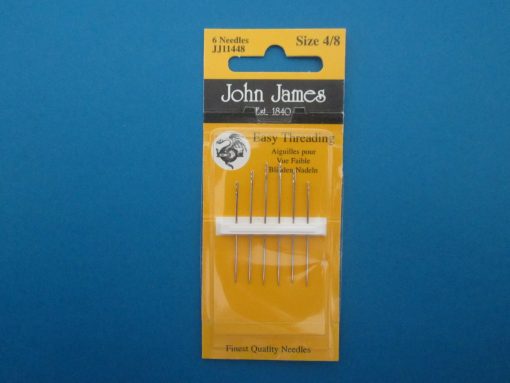 6 Needles
JJ11448
Size 4/8
John James
Est. 1840
Easy Threading
Aiguilles pour
Vue Faible
Blinden Nadeln
Finest Quality Needles